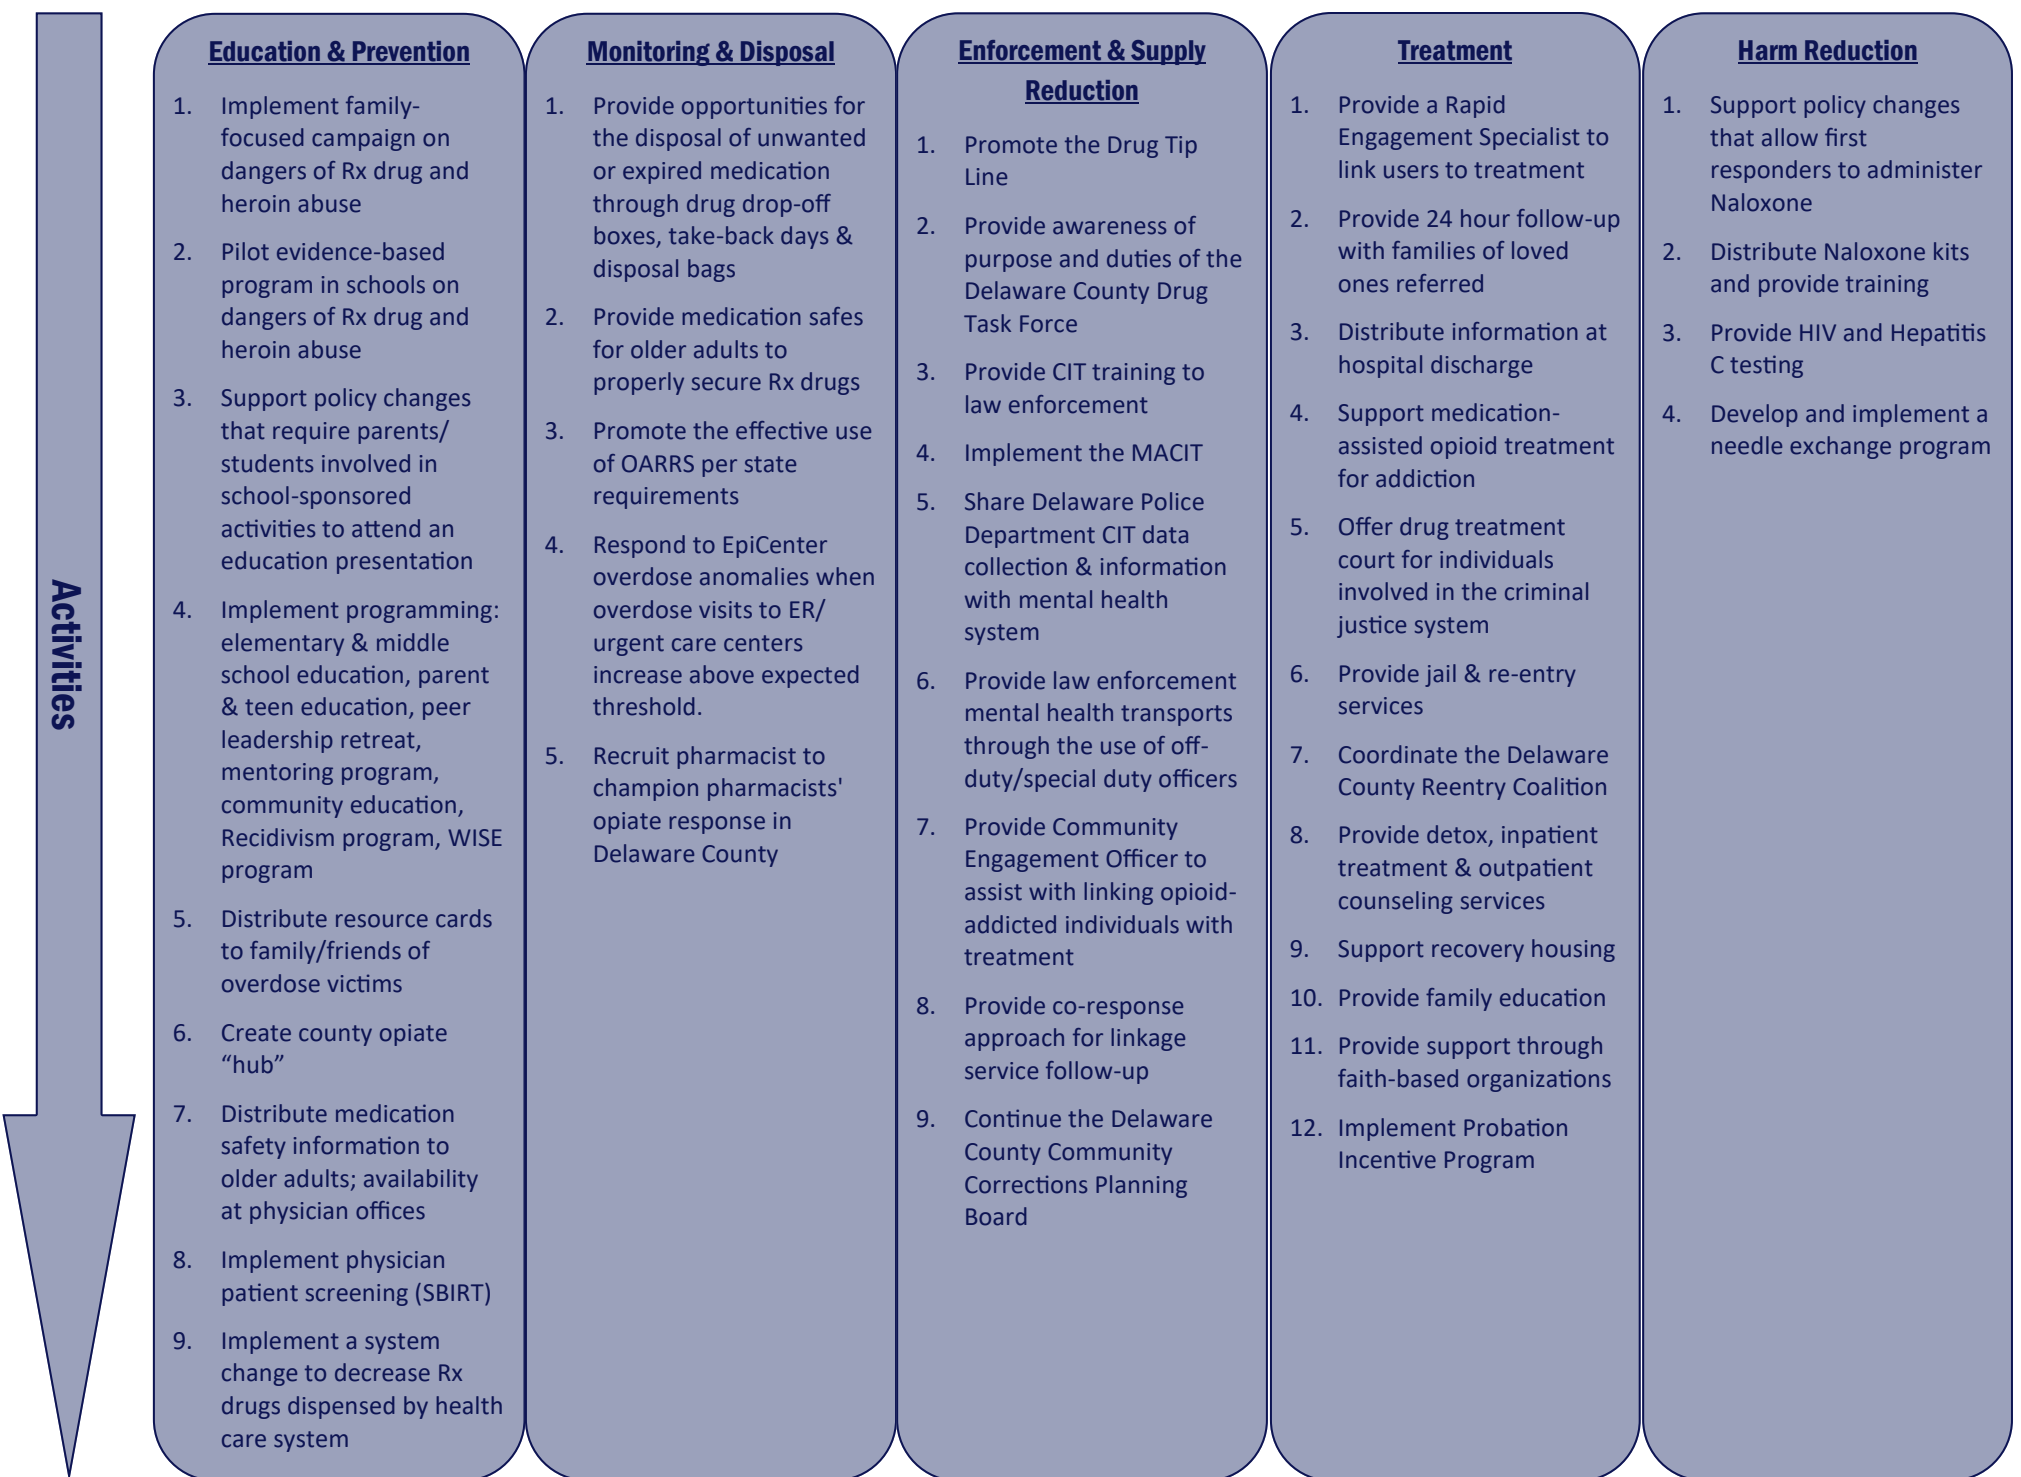 Activities
Education & Prevention
1. Implement family-
focused campaign on
dangers of Rx drug and
heroin abuse
2. Pilot evidence-based
program in schools on
dangers of Rx drug and
heroin abuse
3. Support policy changes
that require parents/
students involved in
school-sponsored
activities to attend an
education presentation
4. Implement programming:
elementary & middle
school education, parent
& teen education, peer
leadership retreat,
mentoring program,
community education,
Recidivism program, WISE
program
5. Distribute resource cards
to family/friends of
overdose victims
6. Create county opiate
“hub”
7. Distribute medication
safety information to
older adults; availability
at physician offices
8. Implement physician
patient screening (SBIRT)
9. Implement a system
change to decrease Rx
drugs dispensed by health
care system
Monitoring & Disposal
1. Provide opportunities for
the disposal of unwanted
or expired medication
through drug drop-off
boxes, take-back days &
disposal bags
2. Provide medication safes
for older adults to
properly secure Rx drugs
3. Promote the effective use
of OARRS per state
requirements
4. Respond to EpiCenter
overdose anomalies when
overdose visits to ER/
urgent care centers
increase above expected
threshold.
5. Recruit pharmacist to
champion pharmacists'
opiate response in
Delaware County
Enforcement & Supply
Reduction
1. Promote the Drug Tip
Line
2. Provide awareness of
purpose and duties of the
Delaware County Drug
Task Force
3. Provide CIT training to
law enforcement
4. Implement the MACIT
5. Share Delaware Police
Department CIT data
collection & information
with mental health
system
6. Provide law enforcement
mental health transports
through the use of off-
duty/special duty officers
7. Provide Community
Engagement Officer to
assist with linking opioid-
addicted individuals with
treatment
8. Provide co-response
approach for linkage
service follow-up
9. Continue the Delaware
County Community
Corrections Planning
Board
Treatment
1. Provide a Rapid
Engagement Specialist to
link users to treatment
2. Provide 24 hour follow-up
with families of loved
ones referred
3. Distribute information at
hospital discharge
4. Support medication-
assisted opioid treatment
for addiction
5. Offer drug treatment
court for individuals
involved in the criminal
justice system
6. Provide jail & re-entry
services
7. Coordinate the Delaware
County Reentry Coalition
8. Provide detox, inpatient
treatment & outpatient
counseling services
9. Support recovery housing
10. Provide family education
11. Provide support through
faith-based organizations
12. Implement Probation
Incentive Program
Harm Reduction
1. Support policy changes
that allow first
responders to administer
Naloxone
2. Distribute Naloxone kits
and provide training
3. Provide HIV and Hepatitis
C testing
4. Develop and implement a
needle exchange program